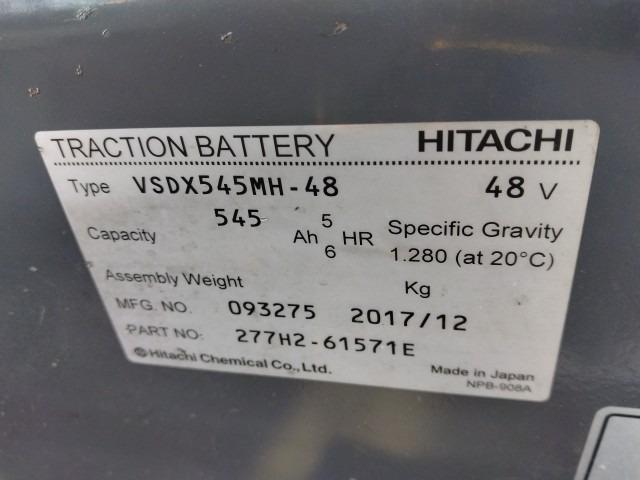 TRACTION BATTERY HITACHI
Type VSDX545MH-48 48 V
Capacity 545 Ah 5 HR Specific Gravity
6 1.280 (at 20°C)
Assembly Weight Kg
MFG. NO. 093275 2017/12
PART NO: 277H2-61571E
Hitachi Chemical Co., Ltd. Made in Japan
NPB-908A